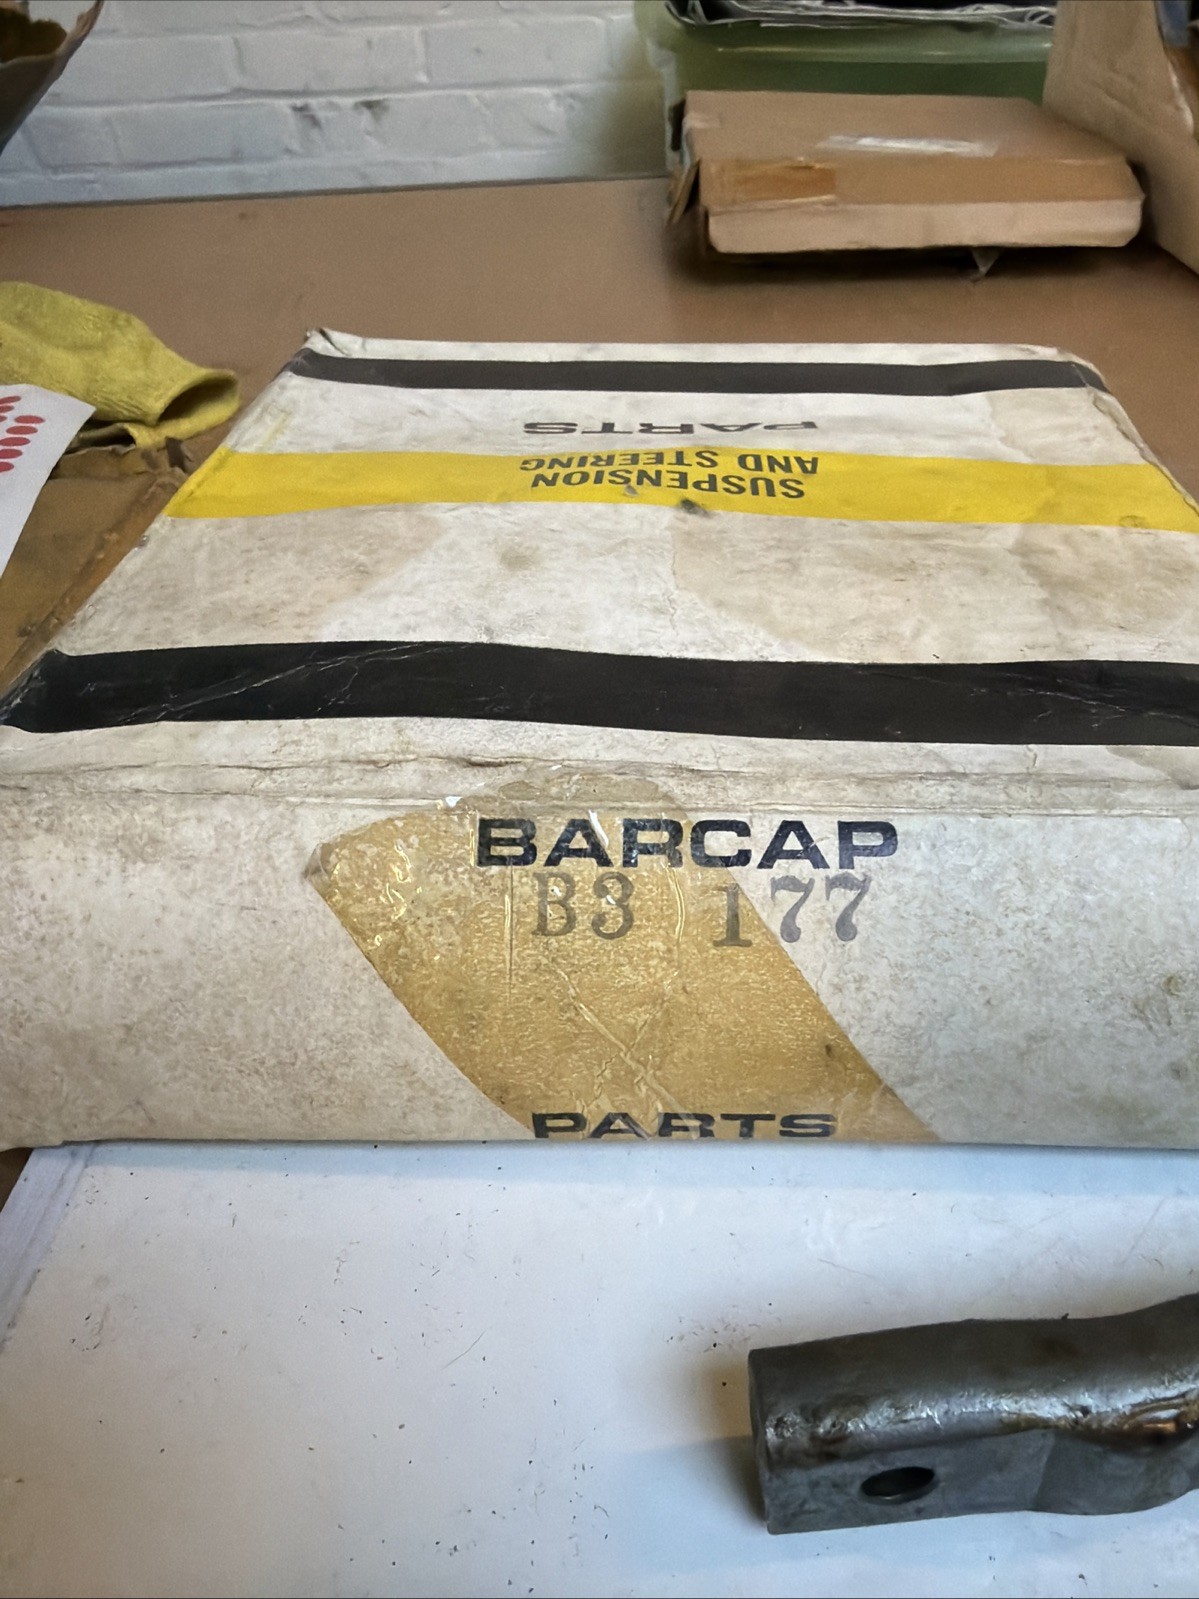 PARTS
SUSPENSION
AND STEERING
BARCAP
B3 177
PARTS